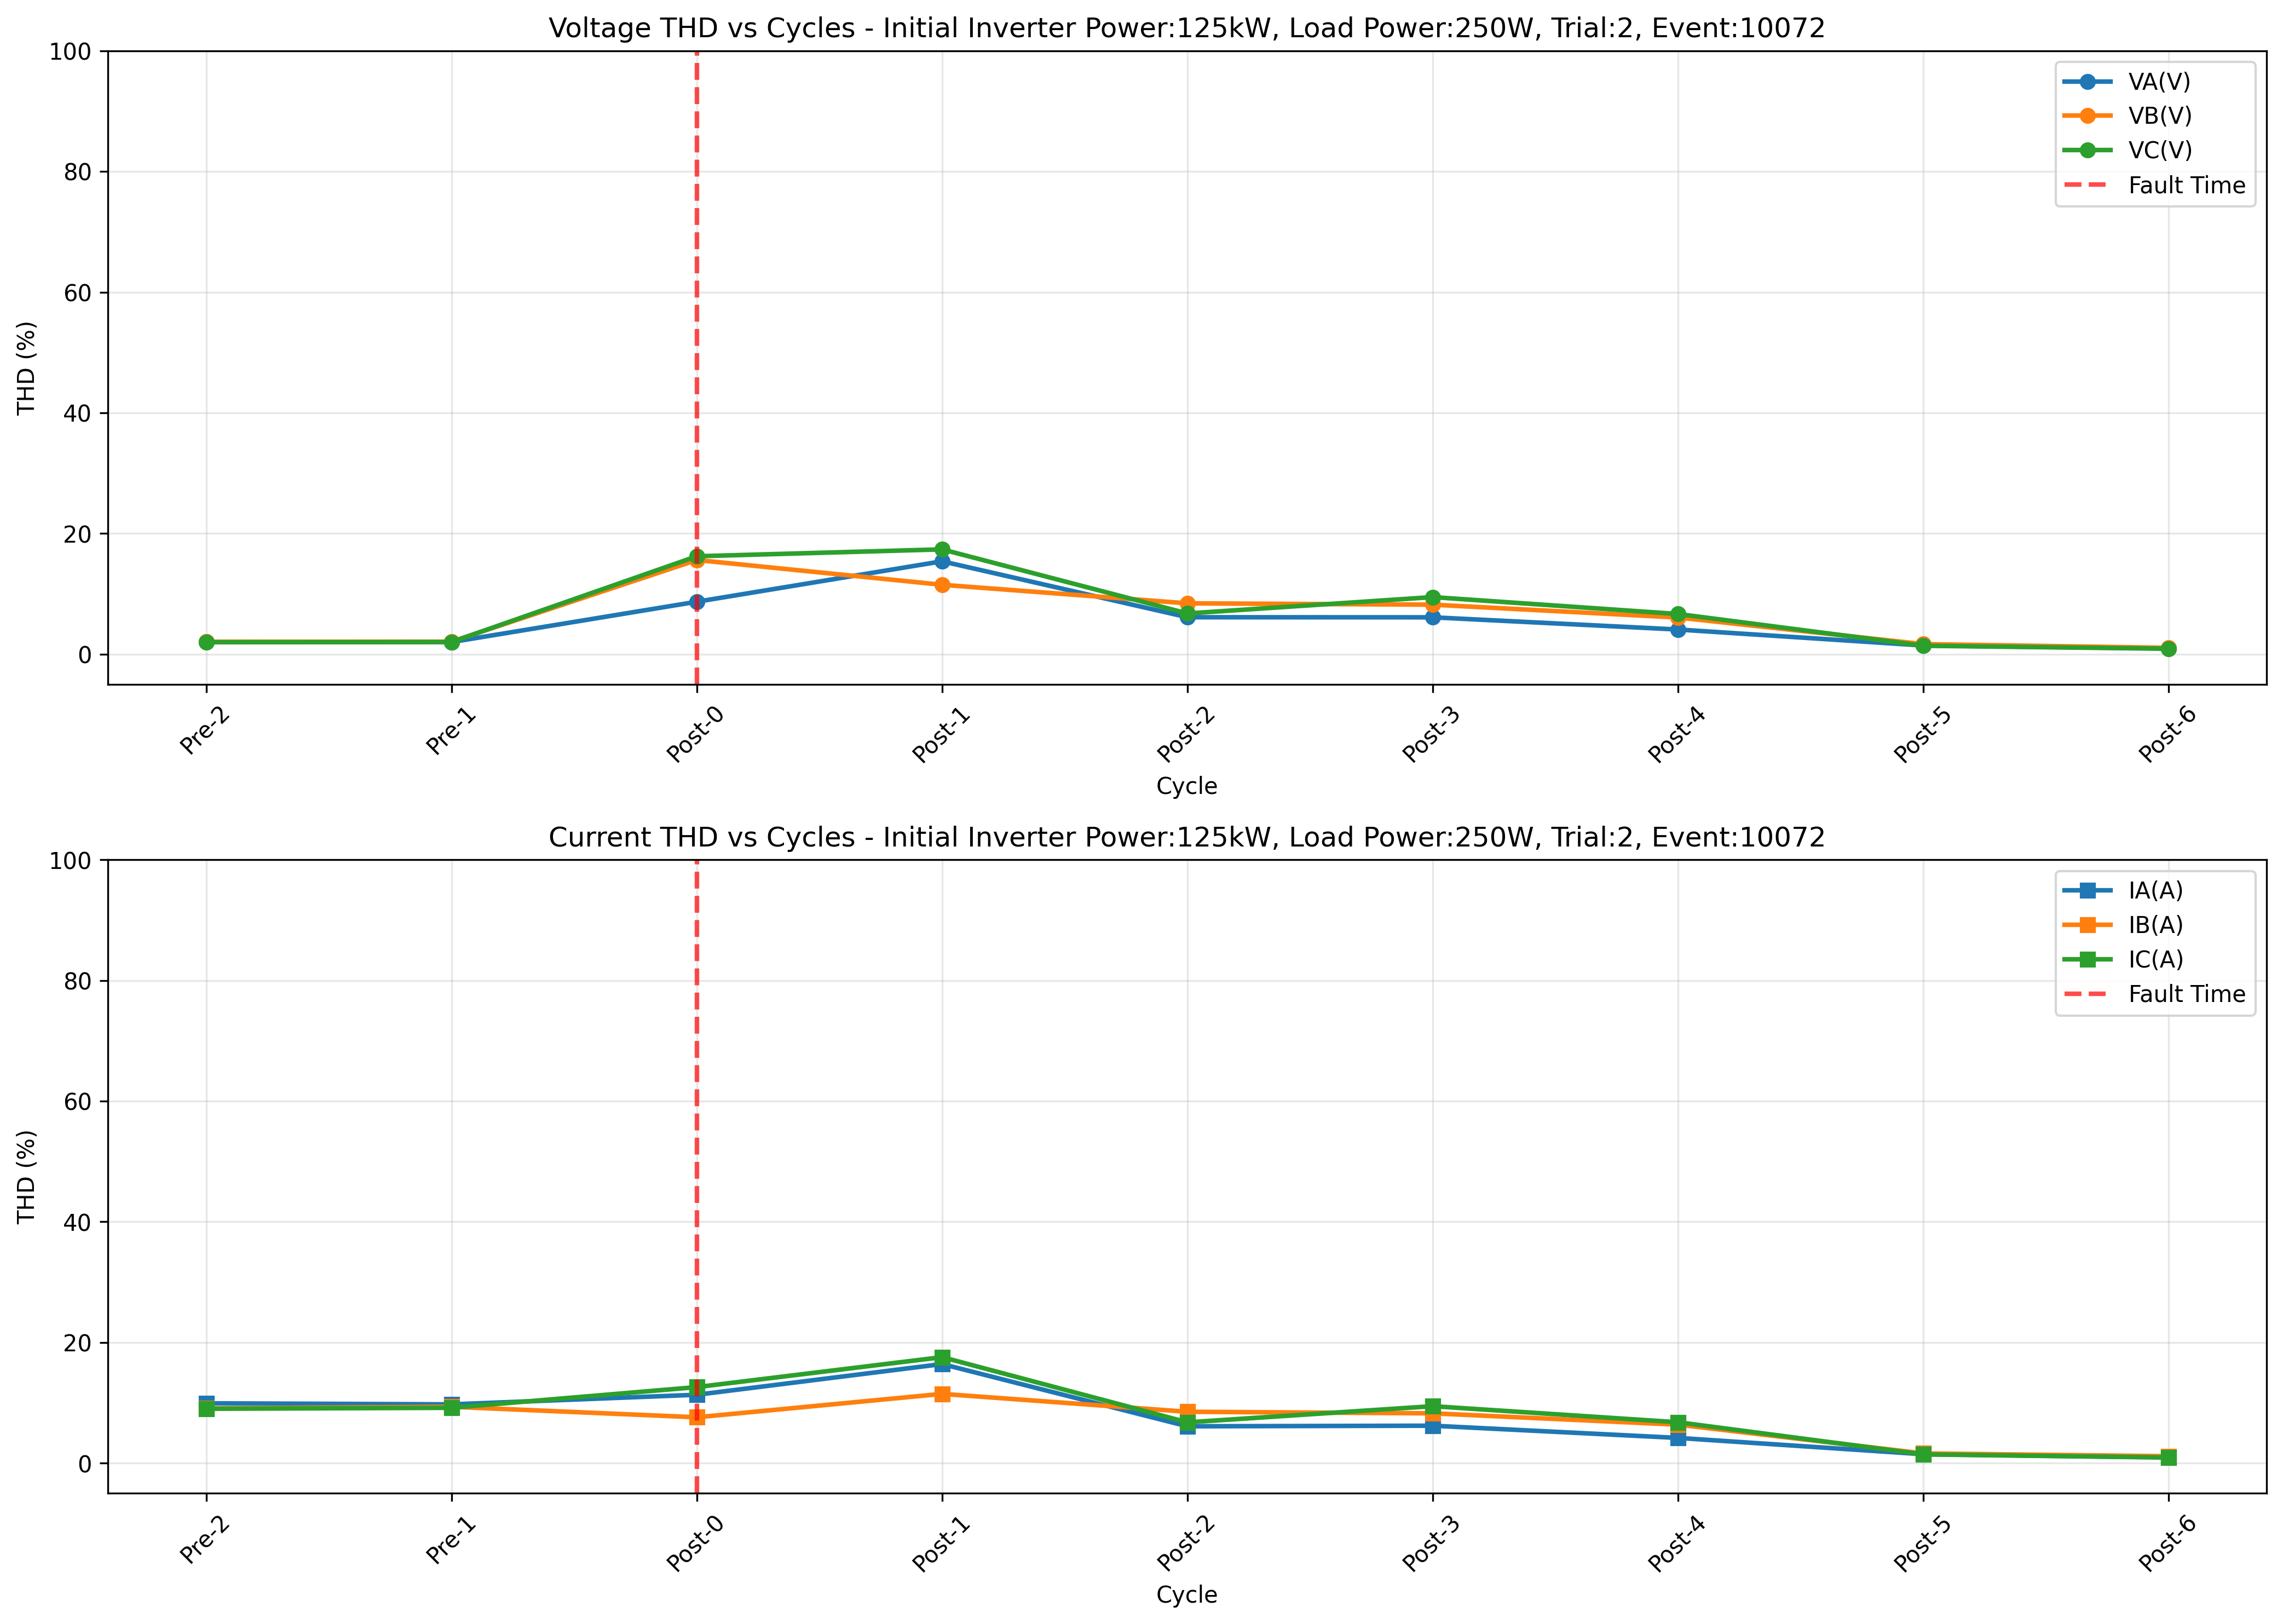 Voltage THD vs Cycles - Initial Inverter Power:125kW, Load Power:250W, Trial:2, Event:10072
100
80
60
40
20
0
THD (%)
VA(V)
VB(V)
VC(V)
Fault Time
Pre-2
Pre-1
Post-0
Post-1
Post-2
Post-3
Post-4
Post-5
Post-6
Cycle
Current THD vs Cycles - Initial Inverter Power:125kW, Load Power:250W, Trial:2, Event:10072
100
80
60
40
20
0
THD (%)
IA(A)
IB(A)
IC(A)
Fault Time
Pre-2
Pre-1
Post-0
Post-1
Post-2
Post-3
Post-4
Post-5
Post-6
Cycle